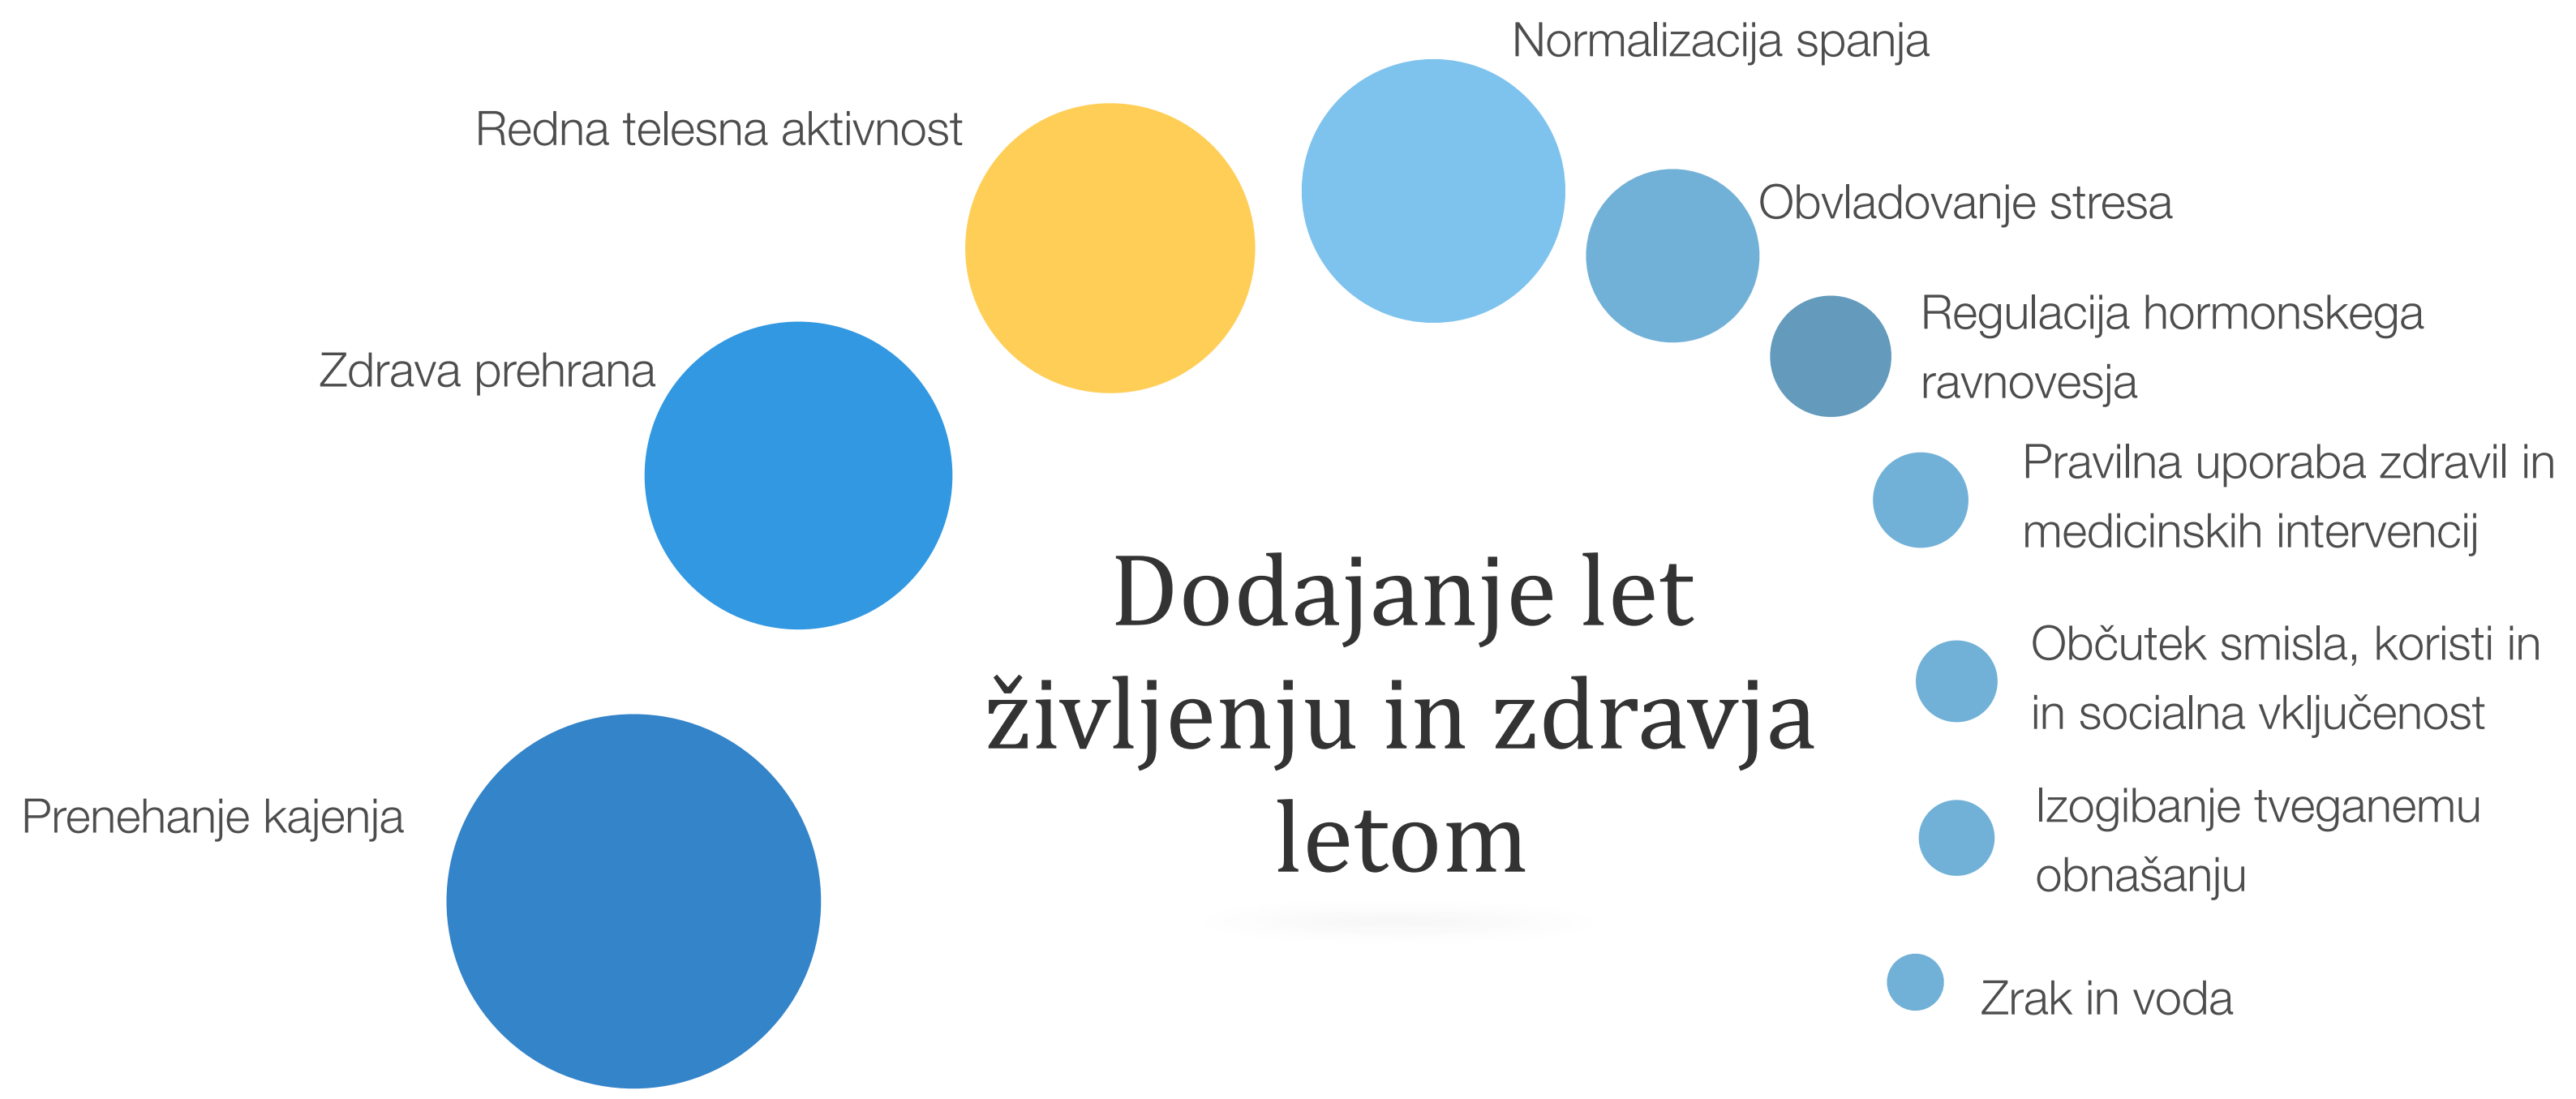 Normalizacija spanja
Redna telesna aktivnost
Obvladovanje stresa
Regulacija hormonskega
ravnovesja
Zdrava prehrana
Pravilna uporaba zdravil in
medicinskih intervencij
Dodajanje let
življenju in zdravja
letom
Občutek smisla, koristi in
in socialna vključenost
Prenehanje kajenja
Izogibanje tveganemu
obnašanju
Zrak in voda